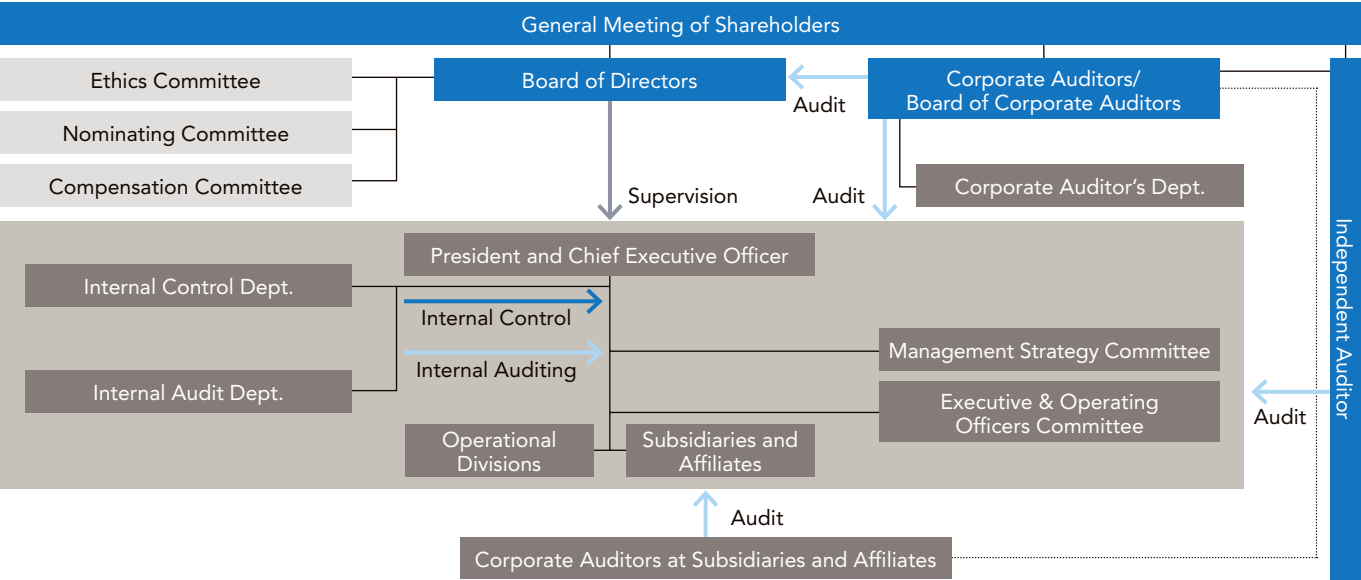 General Meeting of Shareholders
Ethics Committee
Nominating Committee
Compensation Committee
Board of Directors
Audit
Corporate Auditors/
Board of Corporate Auditors
Supervision
Audit
Corporate Auditor's Dept.
Independent Auditor
President and Chief Executive Officer
Internal Control Dept.
Internal Control
Internal Auditing
Internal Audit Dept.
Management Strategy Committee
Executive & Operating
Officers Committee
Audit
Operational
Divisions
Subsidiaries and
Affiliates
Audit
Corporate Auditors at Subsidiaries and Affiliates